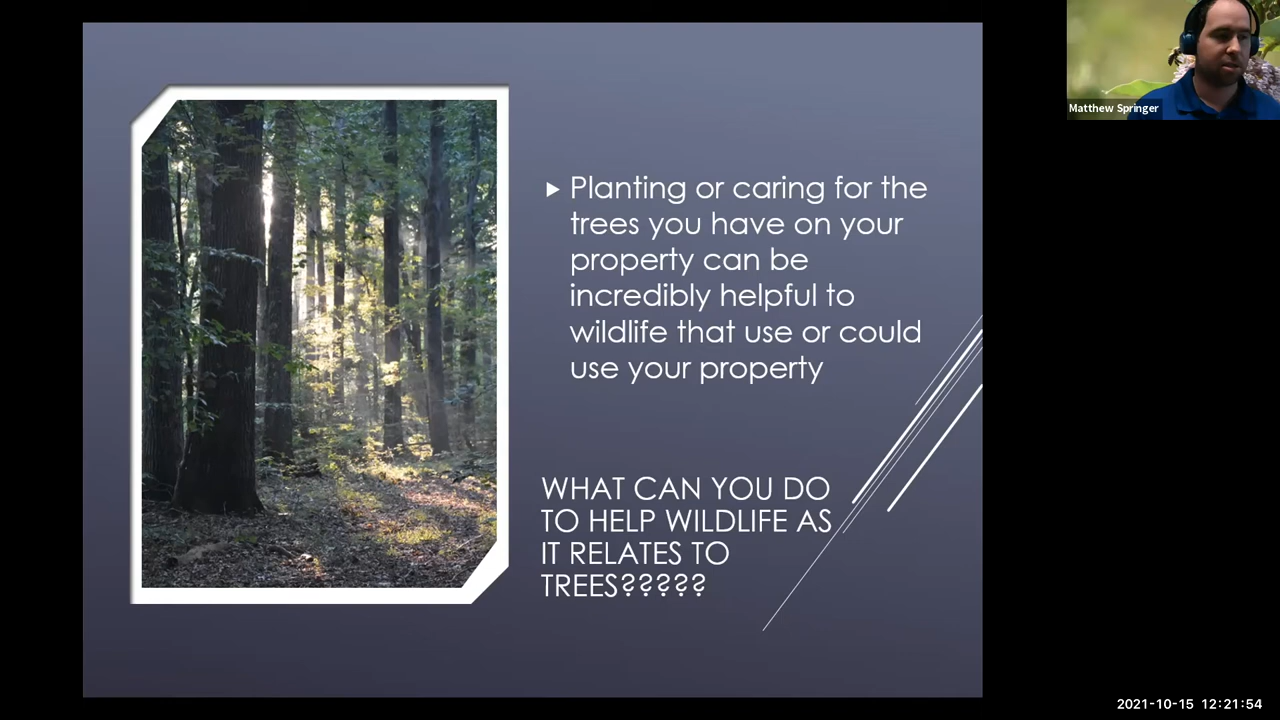 Planting or caring for the
trees you have on your
property can be
incredibly helpful to
wildlife that use or could
use your property
WHAT CAN YOU DO
TO HELP WILDLIFE AS
IT RELATES TO
TREES?????
Matthew Springer
2021-10-15 12:21:54